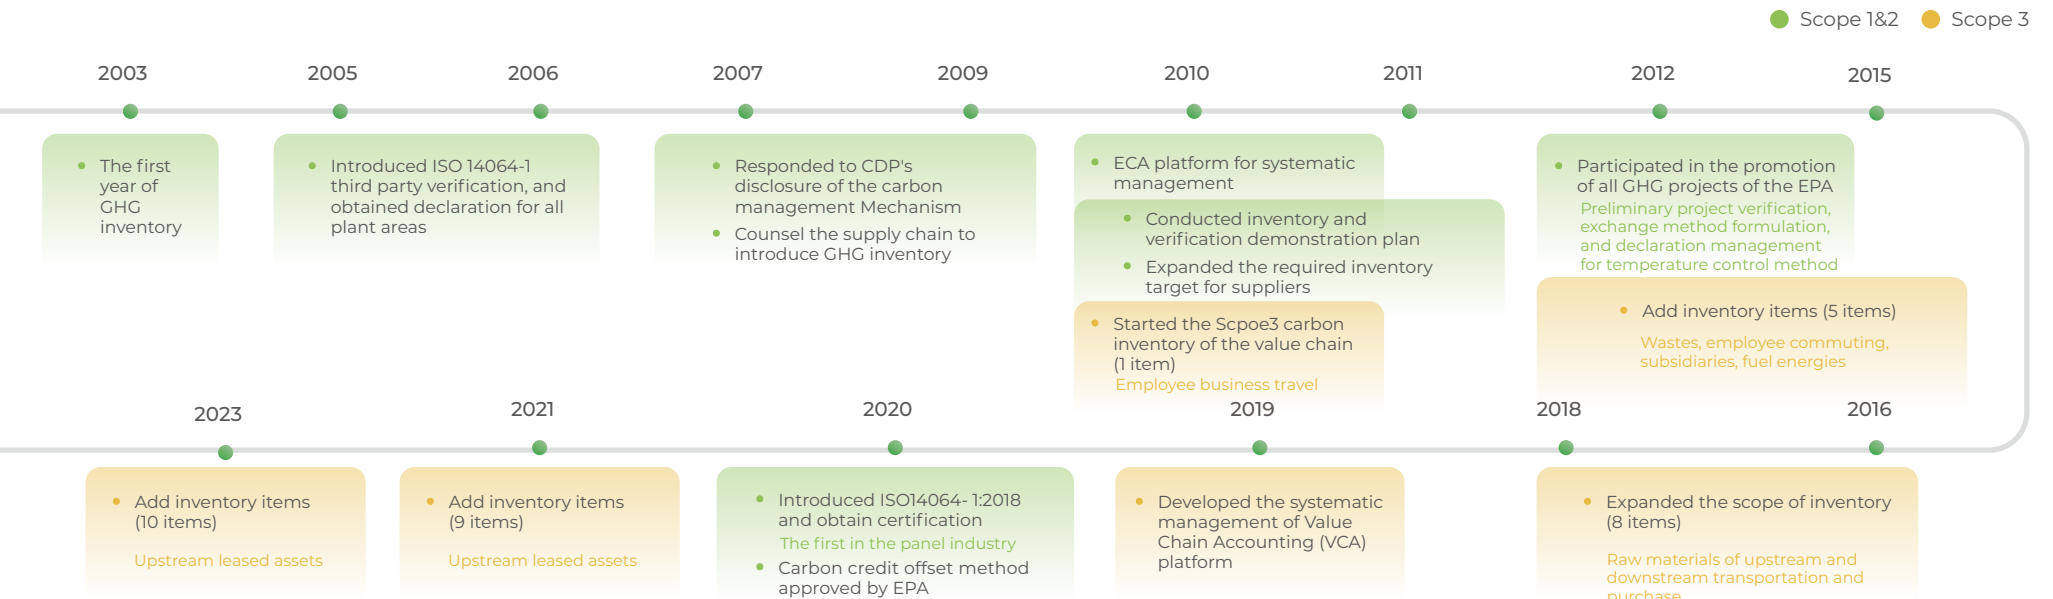 Scope 1&2 Scope 3
2003 2005 2006 2007 2009 2010 2011 2012 2015
The first
year of
GHG
inventory
Introduced ISO 14064-1
third party verification, and
obtained declaration for all
plant areas
Responded to CDP's
disclosure of the carbon
management Mechanism
Counsel the supply chain to
introduce GHG inventory
ECA platform for systematic
management
Conducted inventory and
verification demonstration plan
Expanded the required inventory
target for suppliers
Started the Scpoe3 carbon
inventory of the value chain
(1 item)
Employee business travel
Participated in the promotion
of all GHG projects of the EPA
Preliminary project verification,
exchange method formulation,
and declaration management
for temperature control method
Add inventory items (5 items)
Wastes, employee commuting,
subsidiaries, fuel energies
2023 2021 2020 2019 2018 2016
Add inventory items
(10 items)
Upstream leased assets
Add inventory items
(9 items)
Upstream leased assets
Introduced ISO14064- 1:2018
and obtain certification
The first in the panel industry
Carbon credit offset method
approved by EPA
Developed the systematic
management of Value
Chain Accounting (VCA)
platform
Expanded the scope of inventory
(8 items)
Raw materials of upstream and
downstream transportation and
purchase